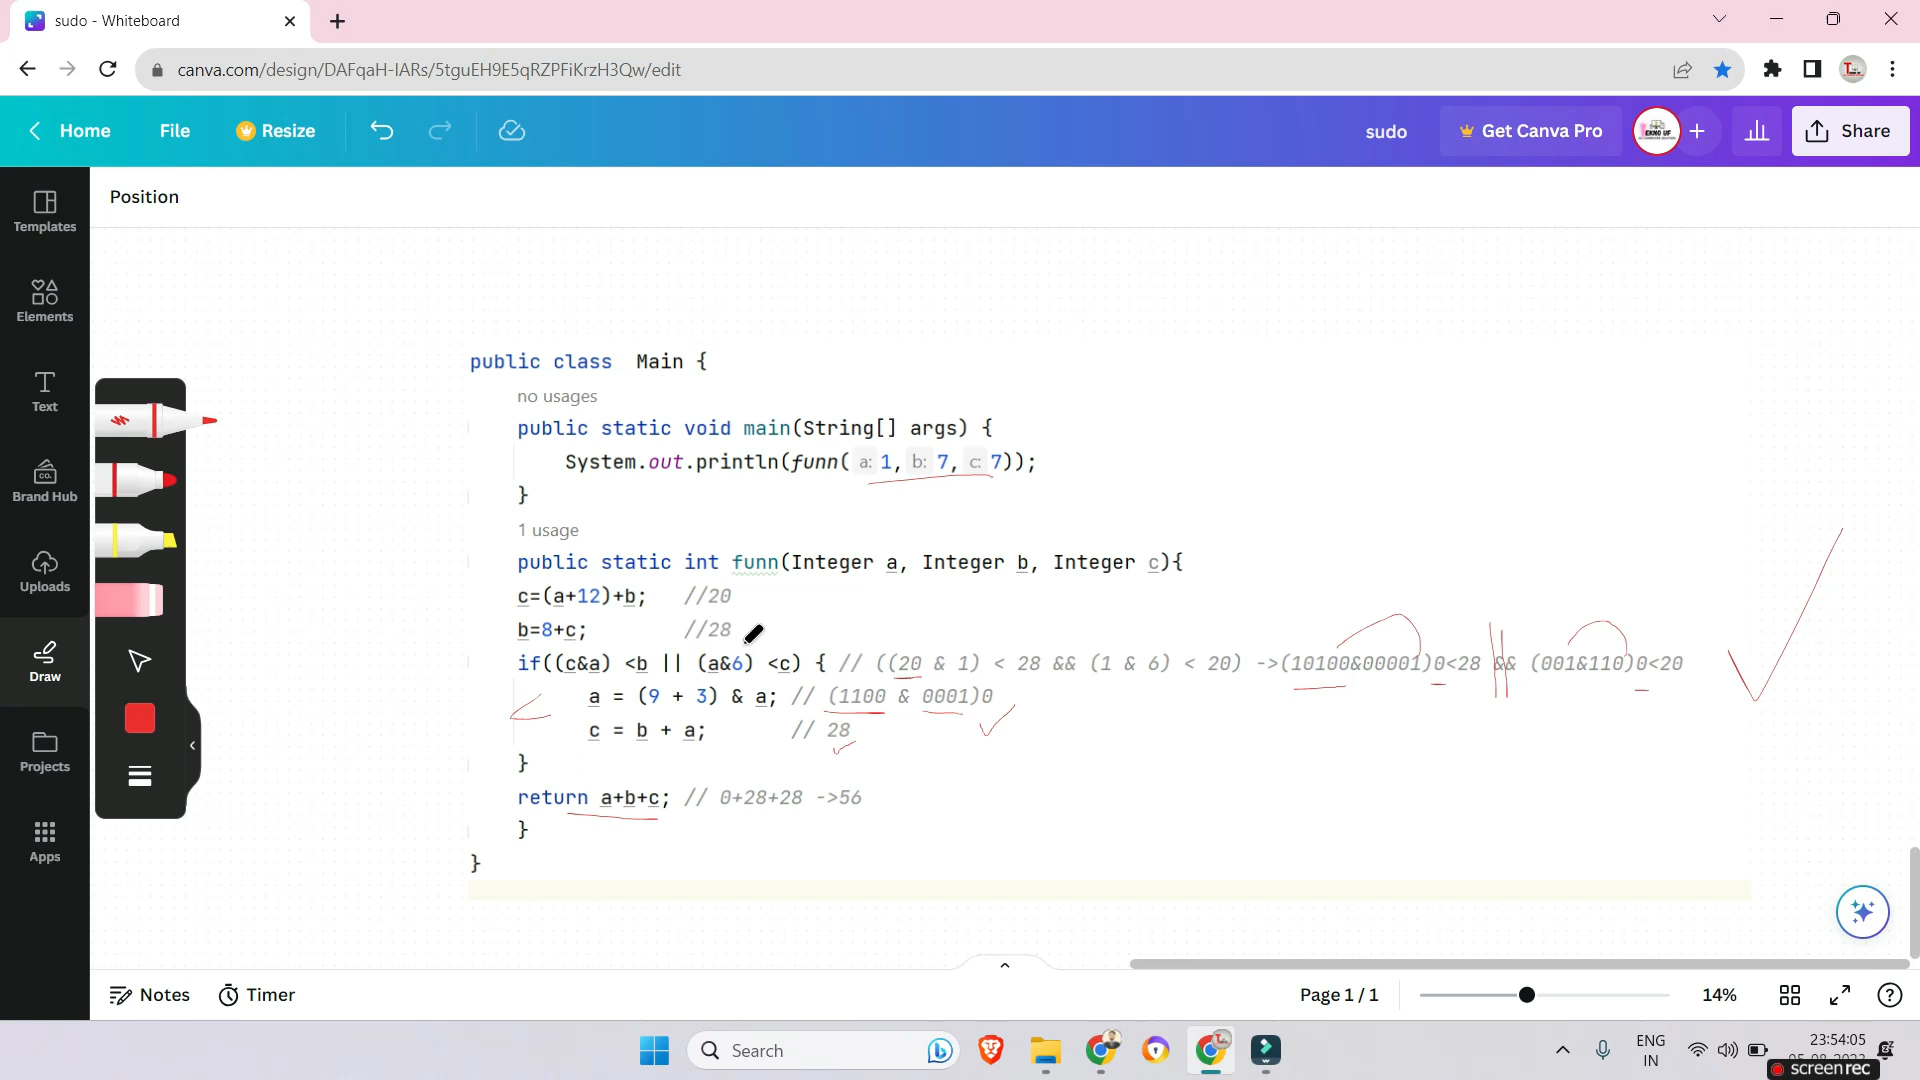 sudo - Whiteboard
canva.com/design/DAFqaH-IARs/5tguEH9E5qRZPFiKrzH3Qw/edit
Home File Resize sudo Get Canva Pro Share
Position
Templates
Elements
Text
Brand Hub
Uploads
Draw
Projects
Apps
public class Main {
no usages
public static void main(String[] args) {
System.out.println(funn( a: 1, b: 7, c: 7));
}
1 usage
public static int funn(Integer a, Integer b, Integer c){
c=(a+12)+b; //20
b=8+c; //28
if((c&a) <b || (a&6) <c) { // ((20 & 1) < 28 && (1 & 6) < 20) ->(10100&00001)0<28 && (001&110)0<20
a = (9 + 3) & a; // (1100 & 0001)0
c = b + a; // 28
}
return a+b+c; // 0+28+28 ->56
}
}
Notes Timer Page 1 / 1 14%
Search
ENG
IN
23:54:05
screenrec